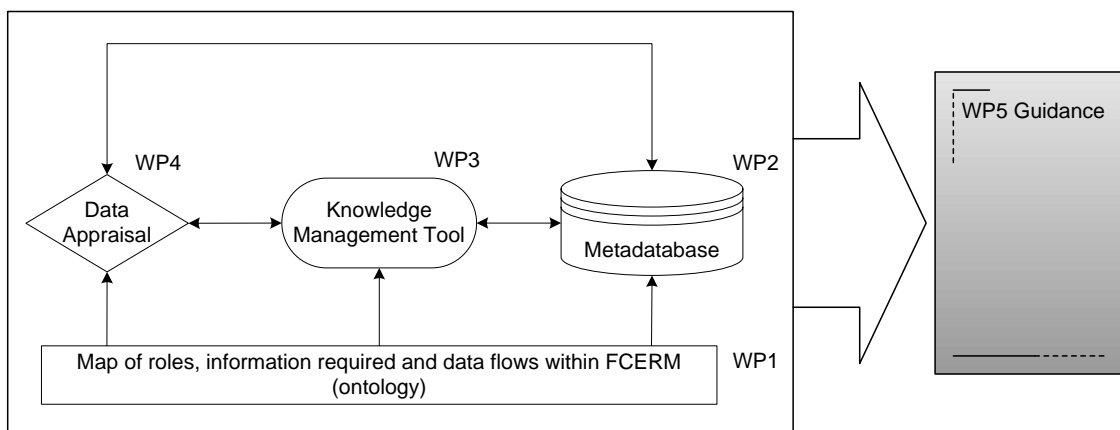 WP5 Guidance
WP4
WP3
WP2
Data
Appraisal
Knowledge
Management Tool
Metadatabase
Map of roles, information required and data flows within FCERM
(ontology)
WP1